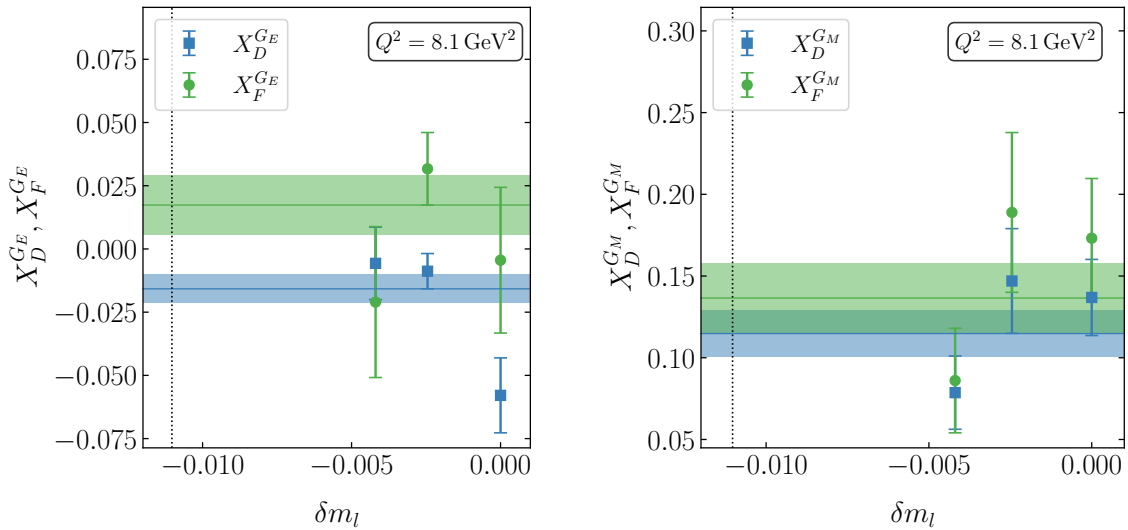 X_D^{G_E}
X_F^{G_E}
Q^2 = 8.1 GeV^2
0.075
0.050
0.025
0.000
−0.025
−0.050
−0.075
X_D^{G_E}, X_F^{G_E}
−0.010 −0.005 0.000
δm_l
X_D^{G_M}
X_F^{G_M}
Q^2 = 8.1 GeV^2
0.30
0.25
0.20
0.15
0.10
0.05
X_D^{G_M}, X_F^{G_M}
−0.010 −0.005 0.000
δm_l